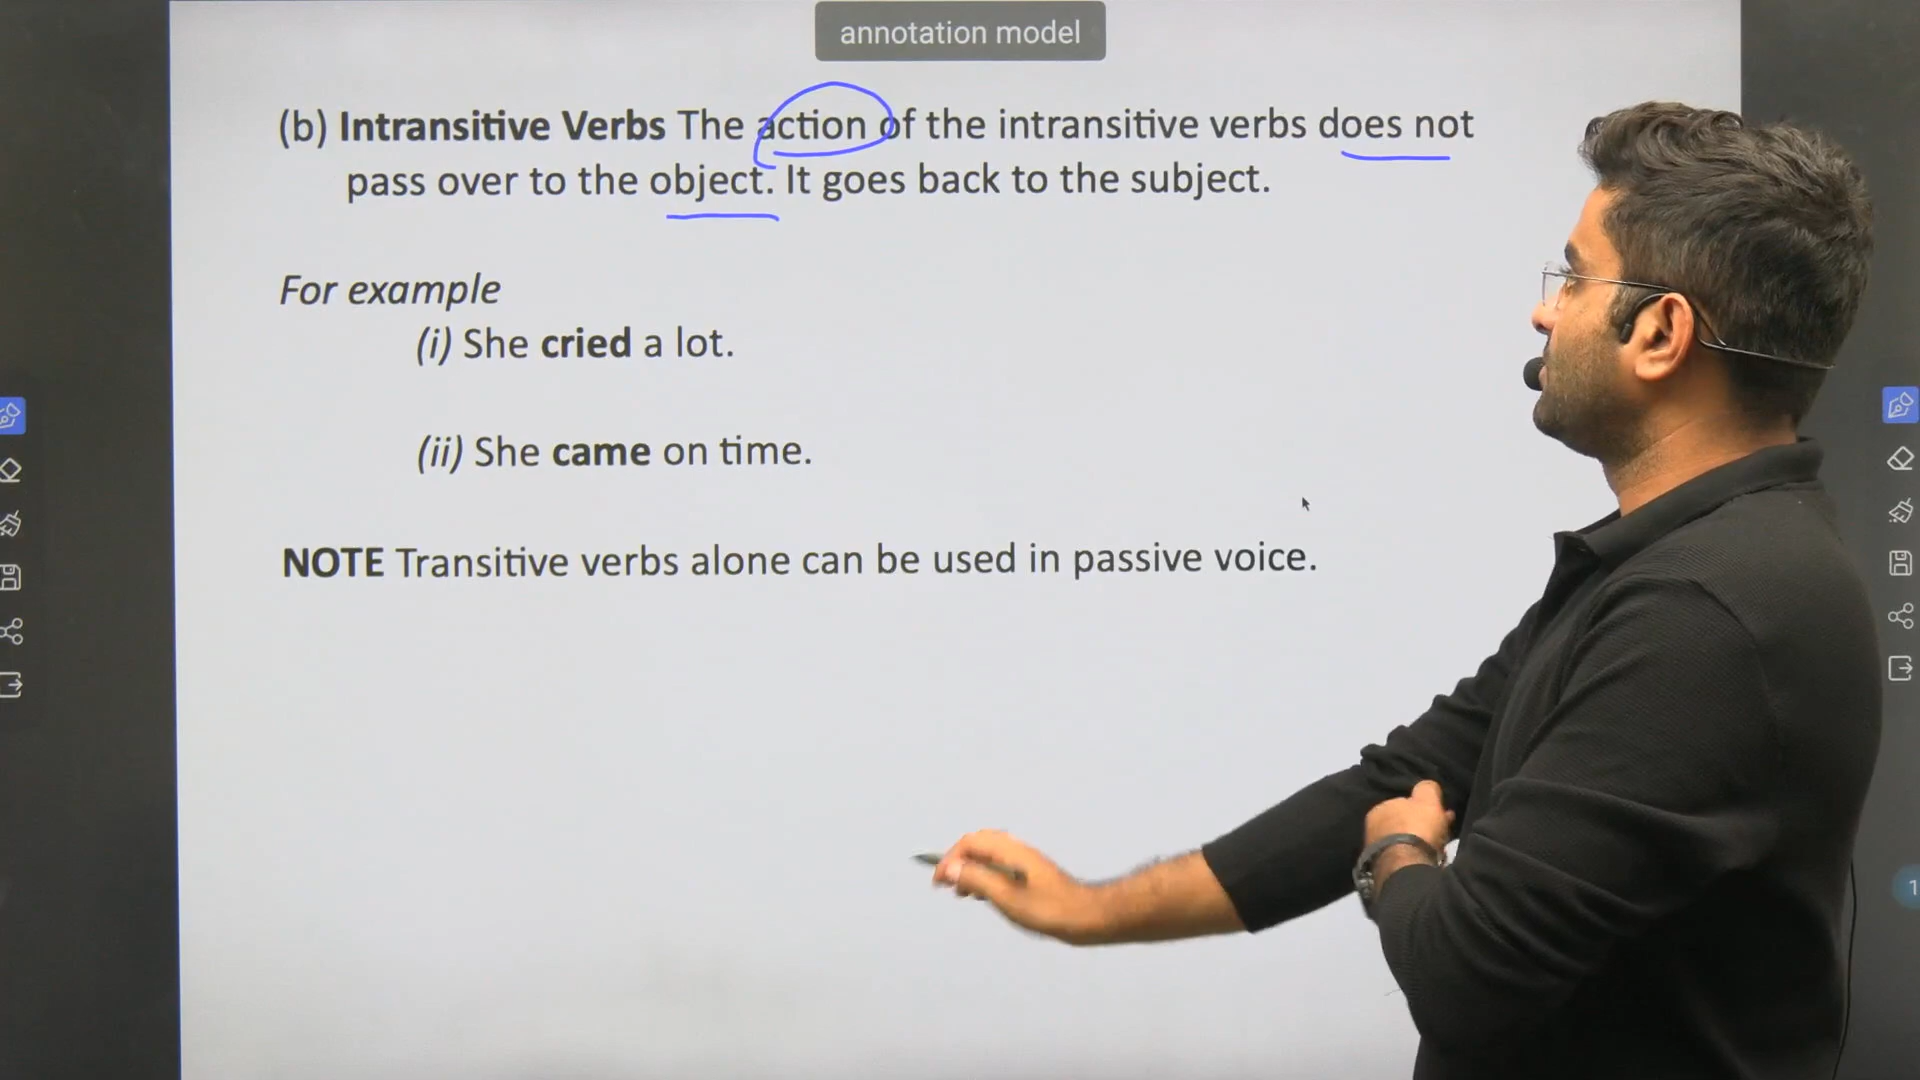 annotation model
(b) Intransitive Verbs The action of the intransitive verbs does not
pass over to the object. It goes back to the subject.
For example
(i) She cried a lot.
(ii) She came on time.
NOTE Transitive verbs alone can be used in passive voice.
1